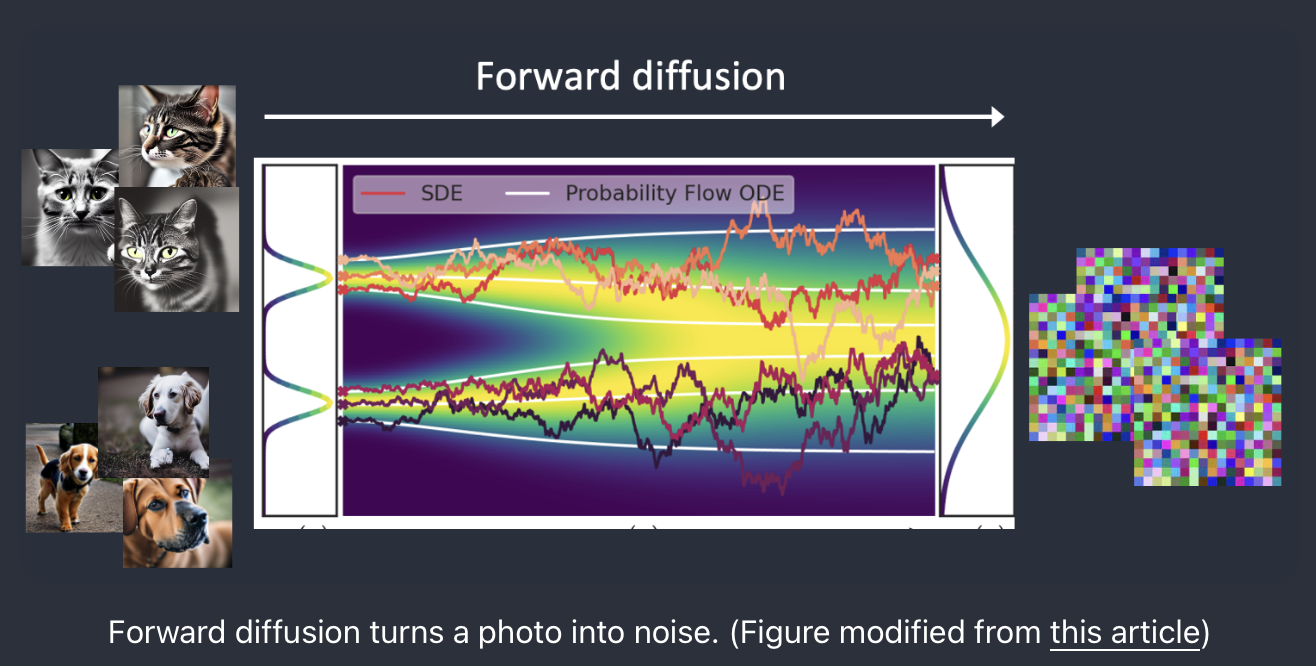 Forward diffusion
SDE
Probability Flow ODE
Forward diffusion turns a photo into noise. (Figure modified from this article)